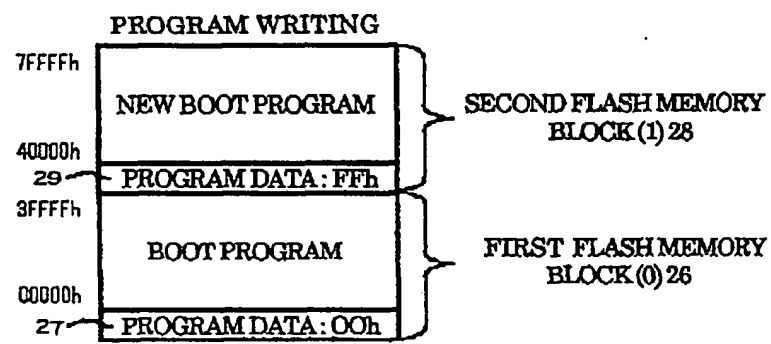 PROGRAM WRITING
7FFFFh
NEW BOOT PROGRAM
SECOND FLASH MEMORY
BLOCK (1) 28
40000h
29 PROGRAM DATA : FFh
3FFFFh
BOOT PROGRAM
FIRST FLASH MEMORY
BLOCK (0) 26
00000h
27 PROGRAM DATA : 00h